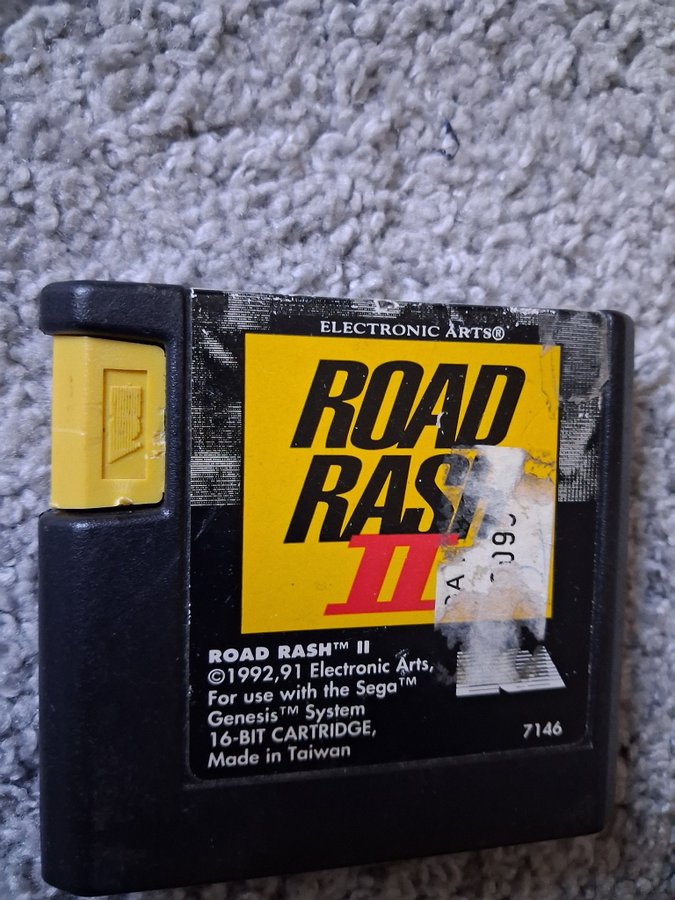 ELECTRONIC ARTS®
ROAD
RASH
II
ROAD RASH™ II
©1992,91 Electronic Arts,
For use with the Sega™
Genesis™ System
16-BIT CARTRIDGE,
Made in Taiwan
7146